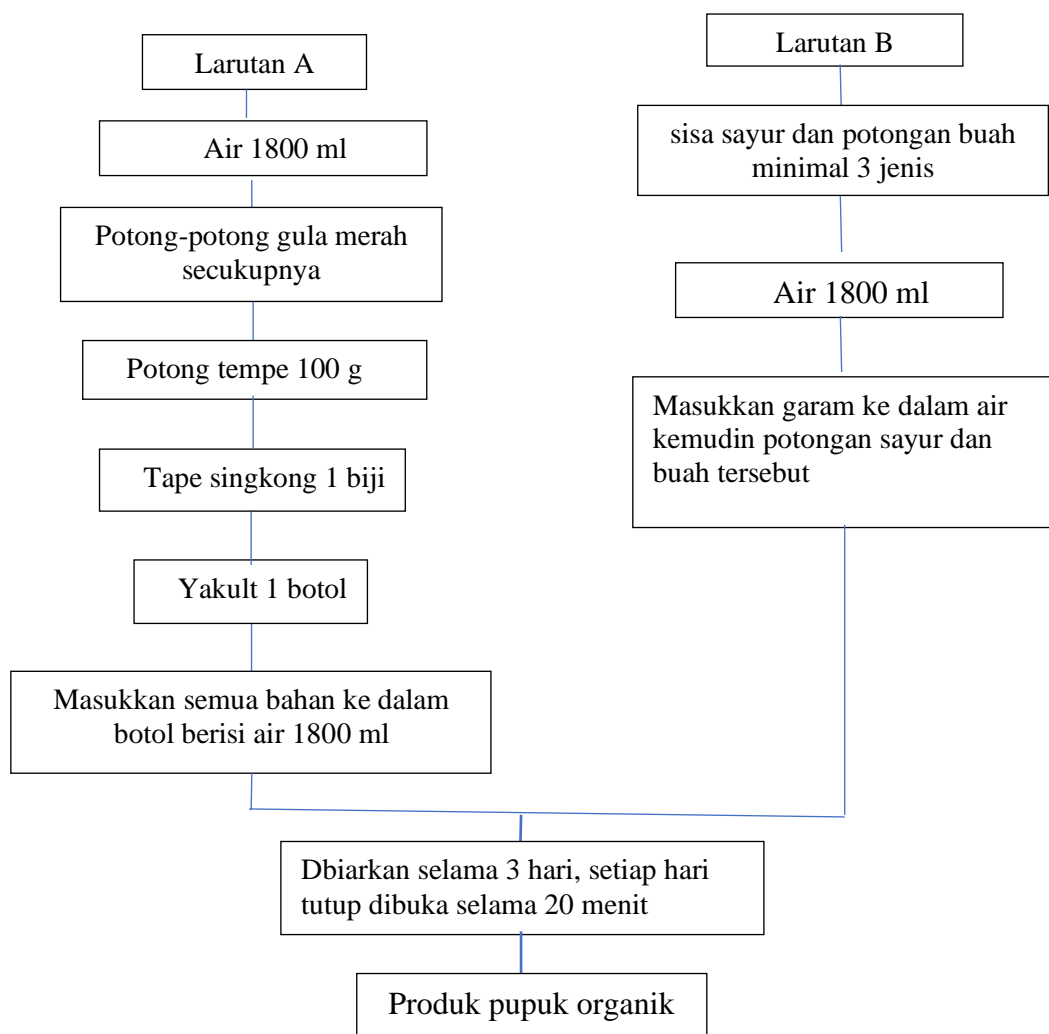 Larutan A
Air 1800 ml
Potong-potong gula merah
secukupnya
Potong tempe 100 g
Tape singkong 1 biji
Yakult 1 botol
Masukkan semua bahan ke dalam
botol berisi air 1800 ml
Larutan B
sisa sayur dan potongan buah
minimal 3 jenis
Air 1800 ml
Masukkan garam ke dalam air
kemudin potongan sayur dan
buah tersebut
Dbiarkan selama 3 hari, setiap hari
tutup dibuka selama 20 menit
Produk pupuk organik